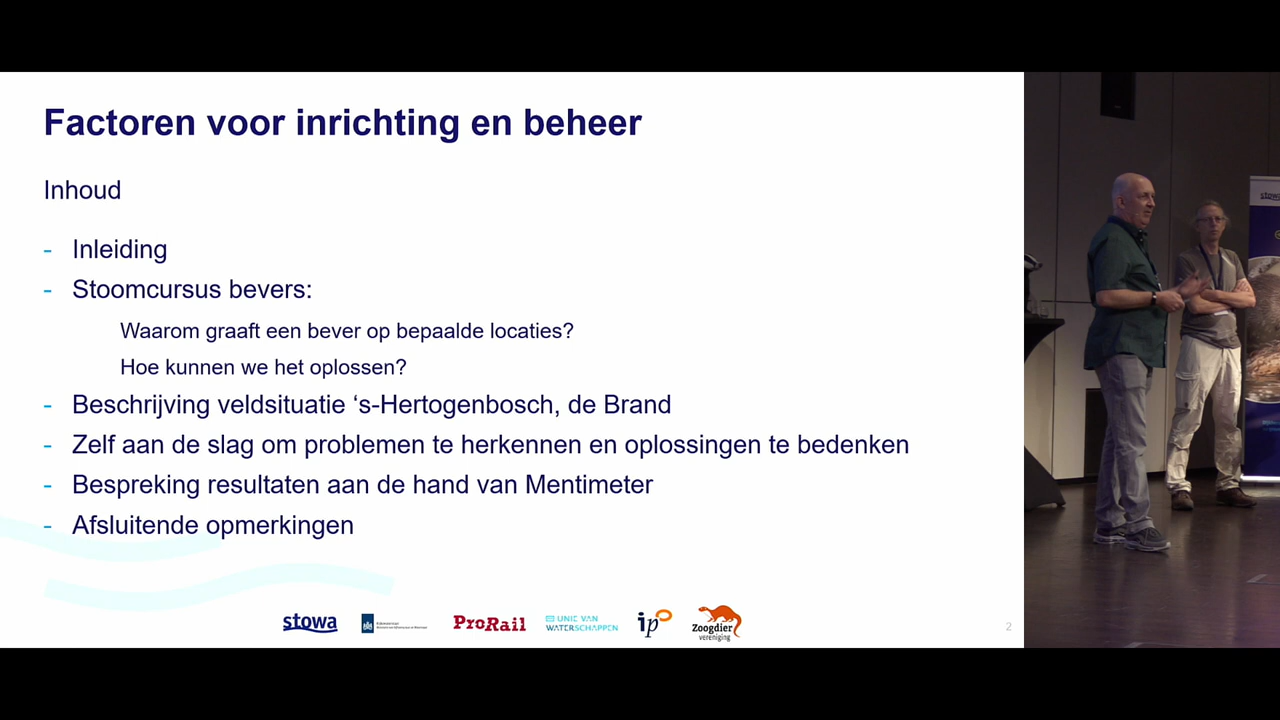 Factoren voor inrichting en beheer
Inhoud
- Inleiding
- Stoomcursus bevers:
Waarom graaft een bever op bepaalde locaties?
Hoe kunnen we het oplossen?
- Beschrijving veldsituatie ‘s-Hertogenbosch, de Brand
- Zelf aan de slag om problemen te herkennen en oplossingen te bedenken
- Bespreking resultaten aan de hand van Mentimeter
- Afsluitende opmerkingen
stowa
ProRail
UNIE VAN
WATERSCHAPPEN
ipo
Zoogdier
vereniging
2
stowa